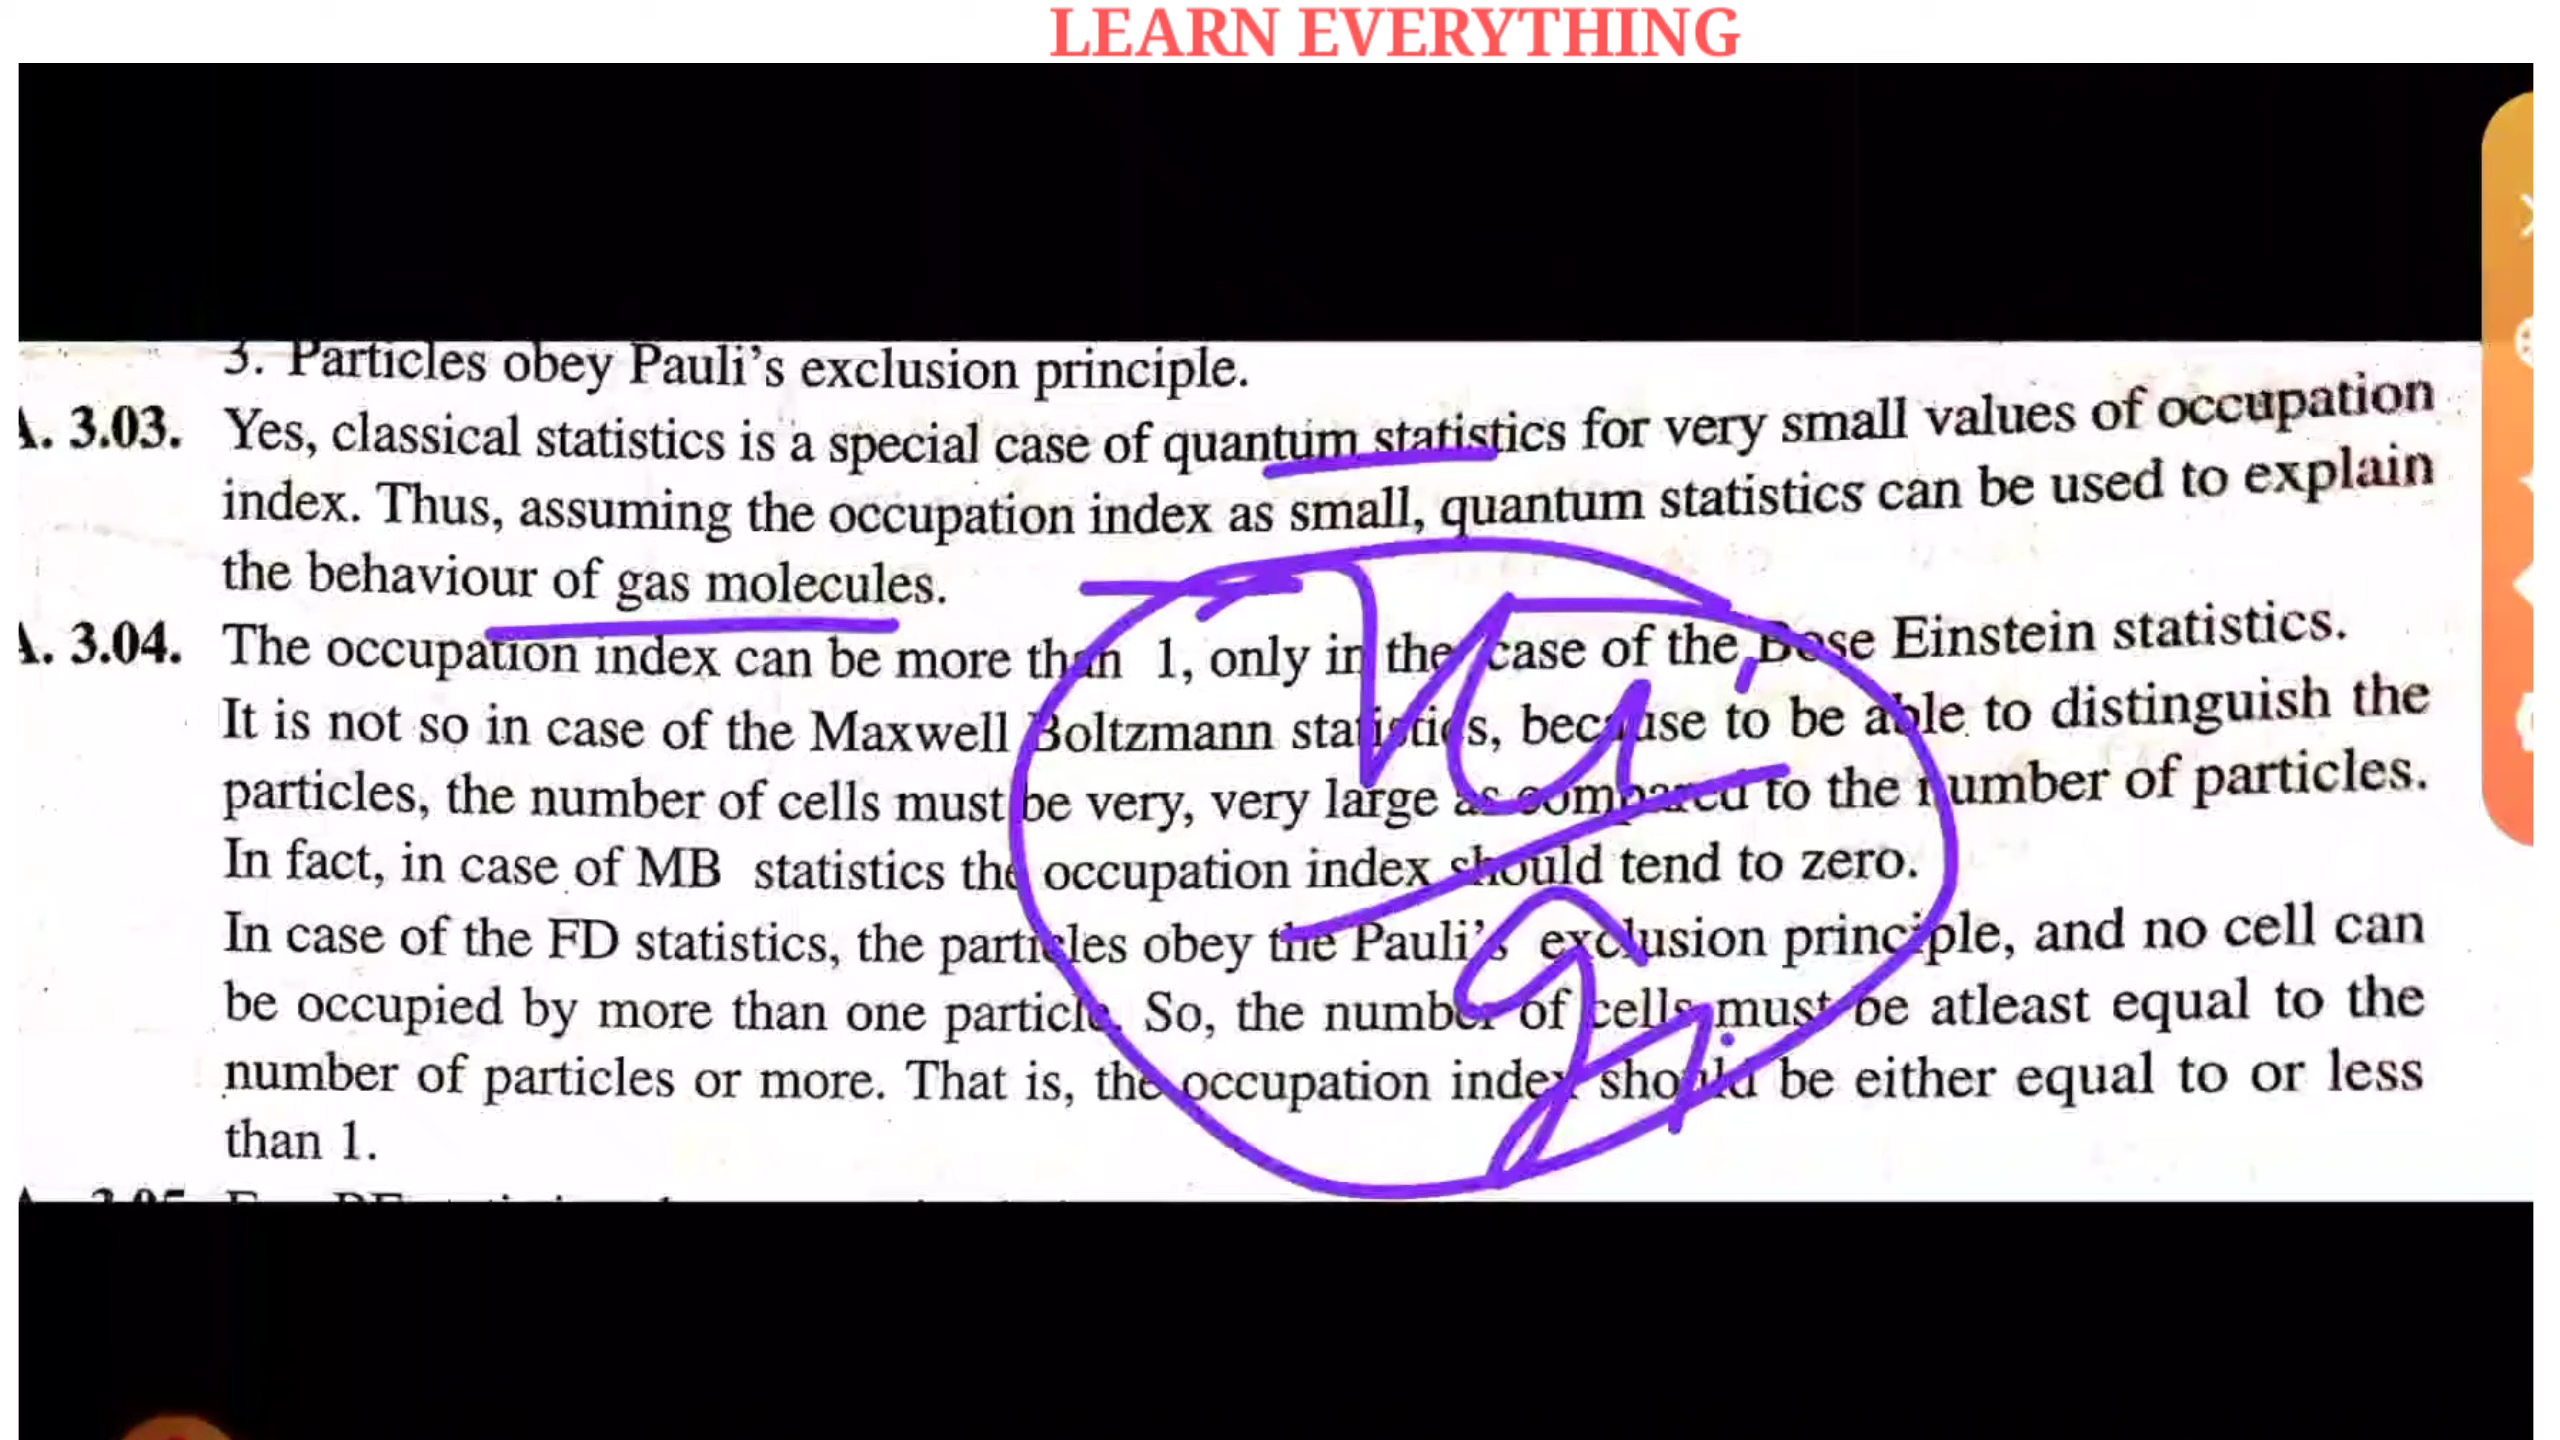 LEARN EVERYTHING
3. Particles obey Pauli's exclusion principle.
A. 3.03. Yes, classical statistics is a special case of quantum statistics for very small values of occupation
index. Thus, assuming the occupation index as small, quantum statistics can be used to explain
the behaviour of gas molecules.
A. 3.04. The occupation index can be more than 1, only in the case of the Bose Einstein statistics.
It is not so in case of the Maxwell Boltzmann statistics, because to be able to distinguish the
particles, the number of cells must be very, very large as compared to the number of particles.
In fact, in case of MB statistics the occupation index should tend to zero.
In case of the FD statistics, the particles obey the Pauli's exclusion principle, and no cell can
be occupied by more than one particle. So, the number of cells must be atleast equal to the
number of particles or more. That is, the occupation index should be either equal to or less
than 1.